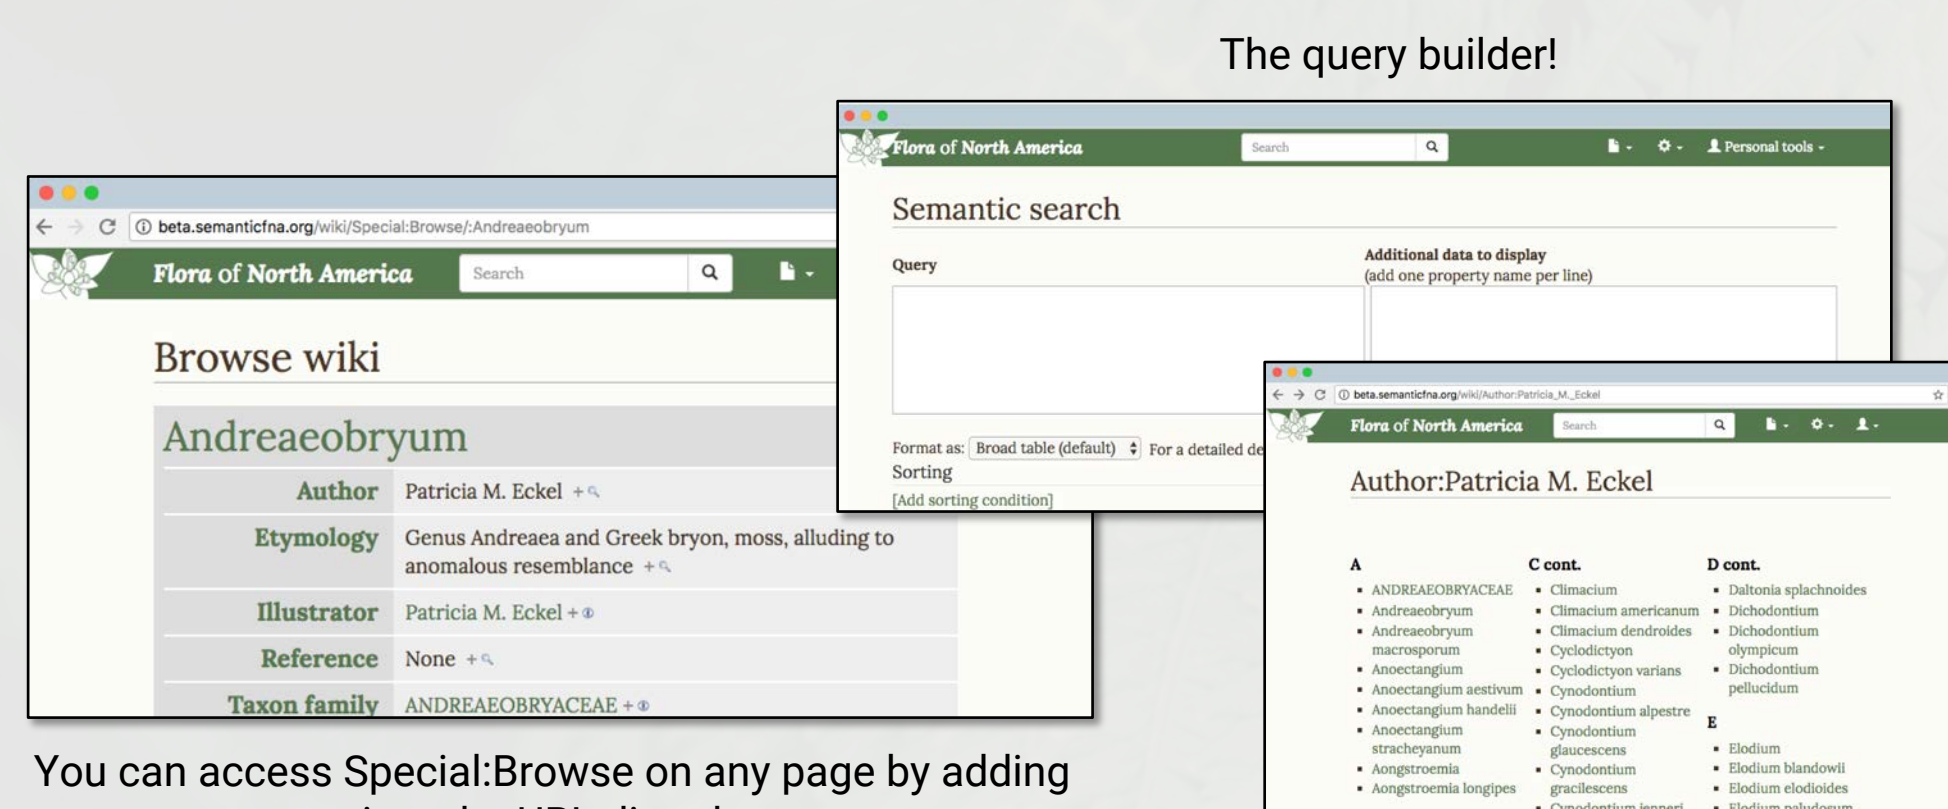 The query builder!
Flora of North America
Search
Personal tools
Semantic search
Query
Additional data to display
(add one property name per line)
Format as: Broad table (default) For a detailed de
Sorting
[Add sorting condition]
beta.semanticfna.org/wiki/Special:Browse/:Andreaeobryum
Flora of North America
Search
Browse wiki
Andreaeobryum
Author Patricia M. Eckel +
Etymology Genus Andreaea and Greek bryon, moss, alluding to
anomalous resemblance +
Illustrator Patricia M. Eckel +
Reference None +
Taxon family ANDREAEOBRYACEAE +
beta.semanticfna.org/wiki/Author:Patricia_M._Eckel
Flora of North America
Search
Author:Patricia M. Eckel
A
ANDREAEOBRYACEAE
Andreaeobryum
Andreaeobryum
macrosporum
Anoectangium
Anoectangium aestivum
Anoectangium handelii
Anoectangium
stracheyanum
Aongstroemia
Aongstroemia longipes
C cont.
Climacium
Climacium americanum
Climacium dendroides
Cyclodictyon
Cyclodictyon varians
Cynodontium
Cynodontium alpestre
Cynodontium
glaucescens
Cynodontium
gracilescens
Cynodontium jenneri
D cont.
Daltonia splachnoides
Dichodontium
Dichodontium
olympicum
Dichodontium
pellucidum
E
Elodium
Elodium blandowii
Elodium elodioides
Elodium paludosum
You can access Special:Browse on any page by adding